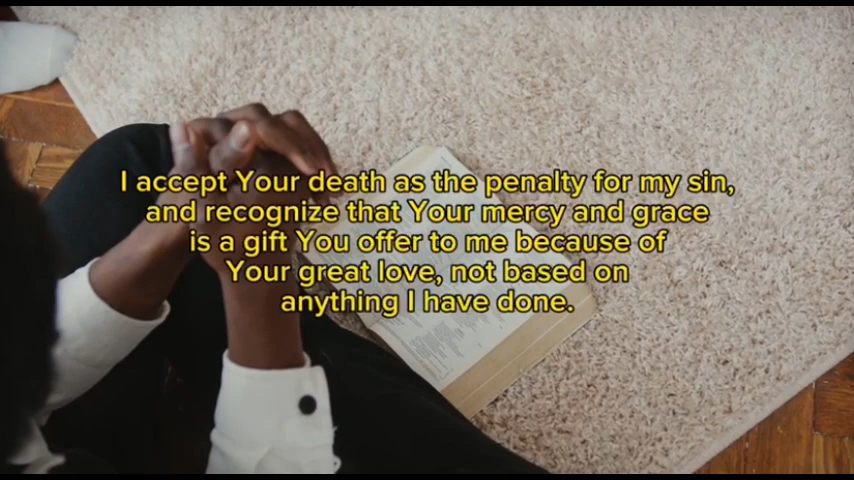 I accept Your death as the penalty for my sin,
and recognize that Your mercy and grace
is a gift You offer to me because of
Your great love, not based on
anything I have done.